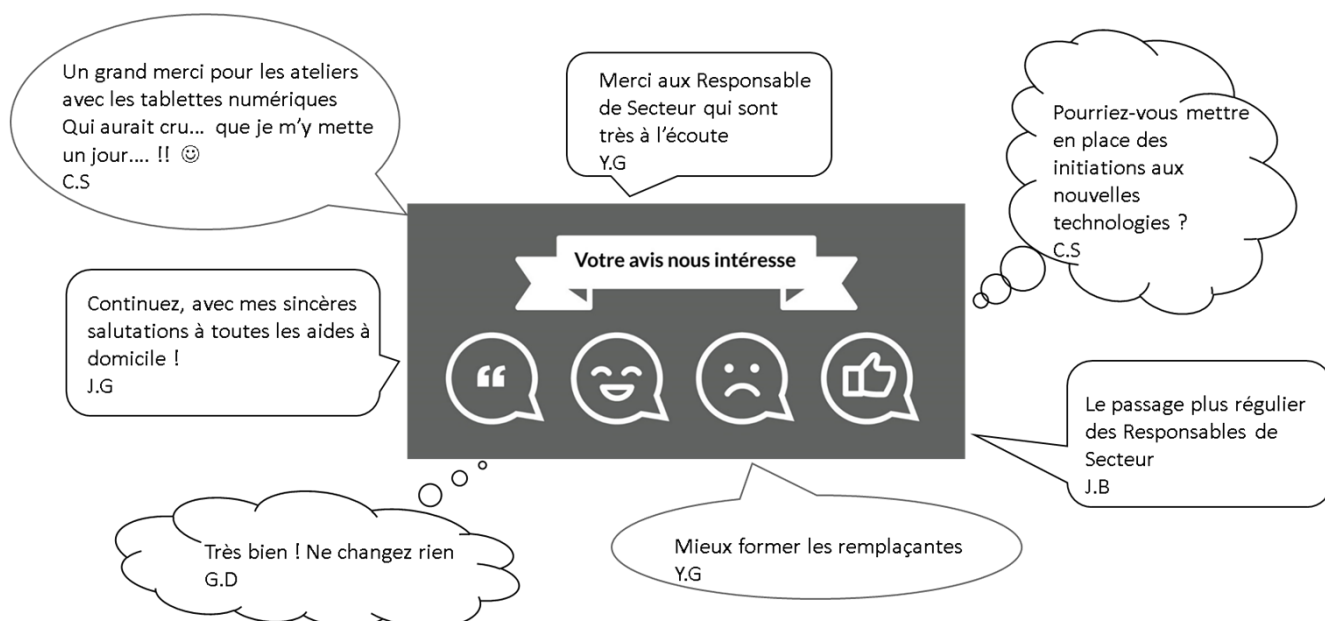 Un grand merci pour les ateliers
avec les tablettes numériques
Qui aurait cru... que je m'y mette
un jour.... !! ☺
C.S
Merci aux Responsable
de Secteur qui sont
très à l'écoute
Y.G
Pourriez-vous mettre
en place des
initiations aux
nouvelles
technologies ?
C.S
Votre avis nous intéresse
Continuez, avec mes sincères
salutations à toutes les aides à
domicile !
J.G
Le passage plus régulier
des Responsables de
Secteur
J.B
Très bien ! Ne changez rien
G.D
Mieux former les remplaçantes
Y.G